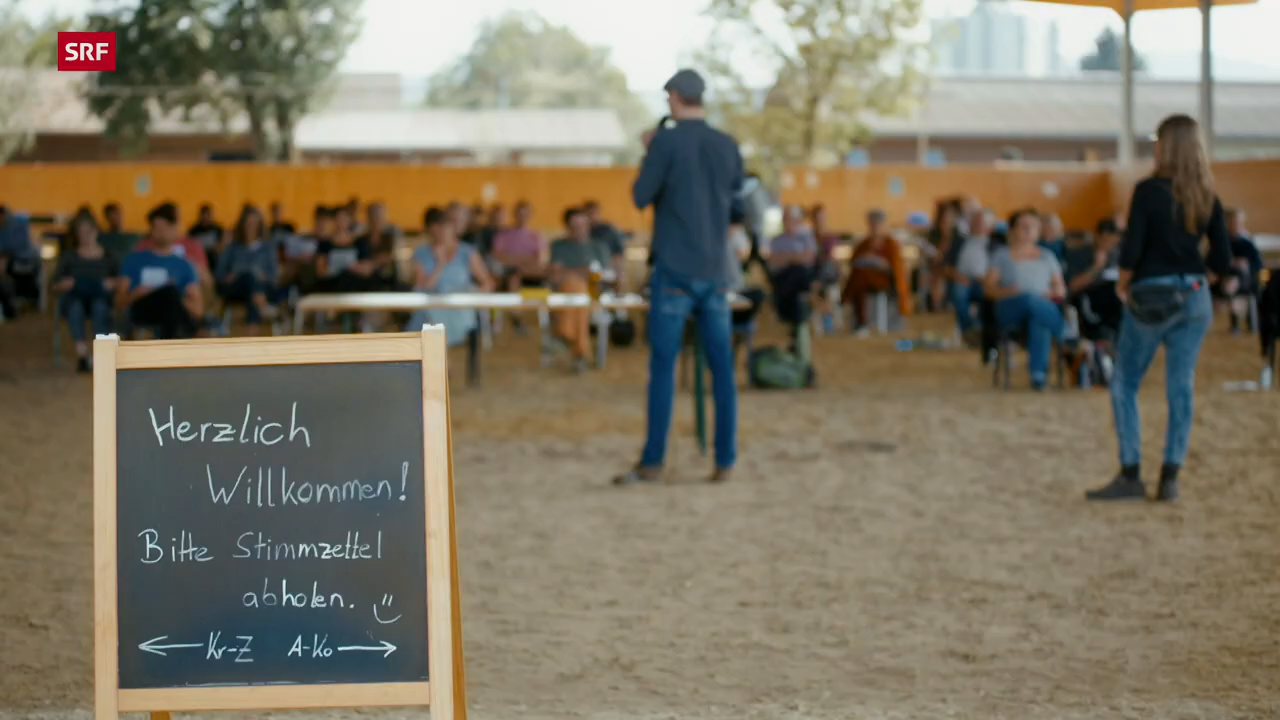 SRF
Herzlich
Willkommen!
Bitte Stimmzettel
abholen.
← Kr-Z A-Ko →